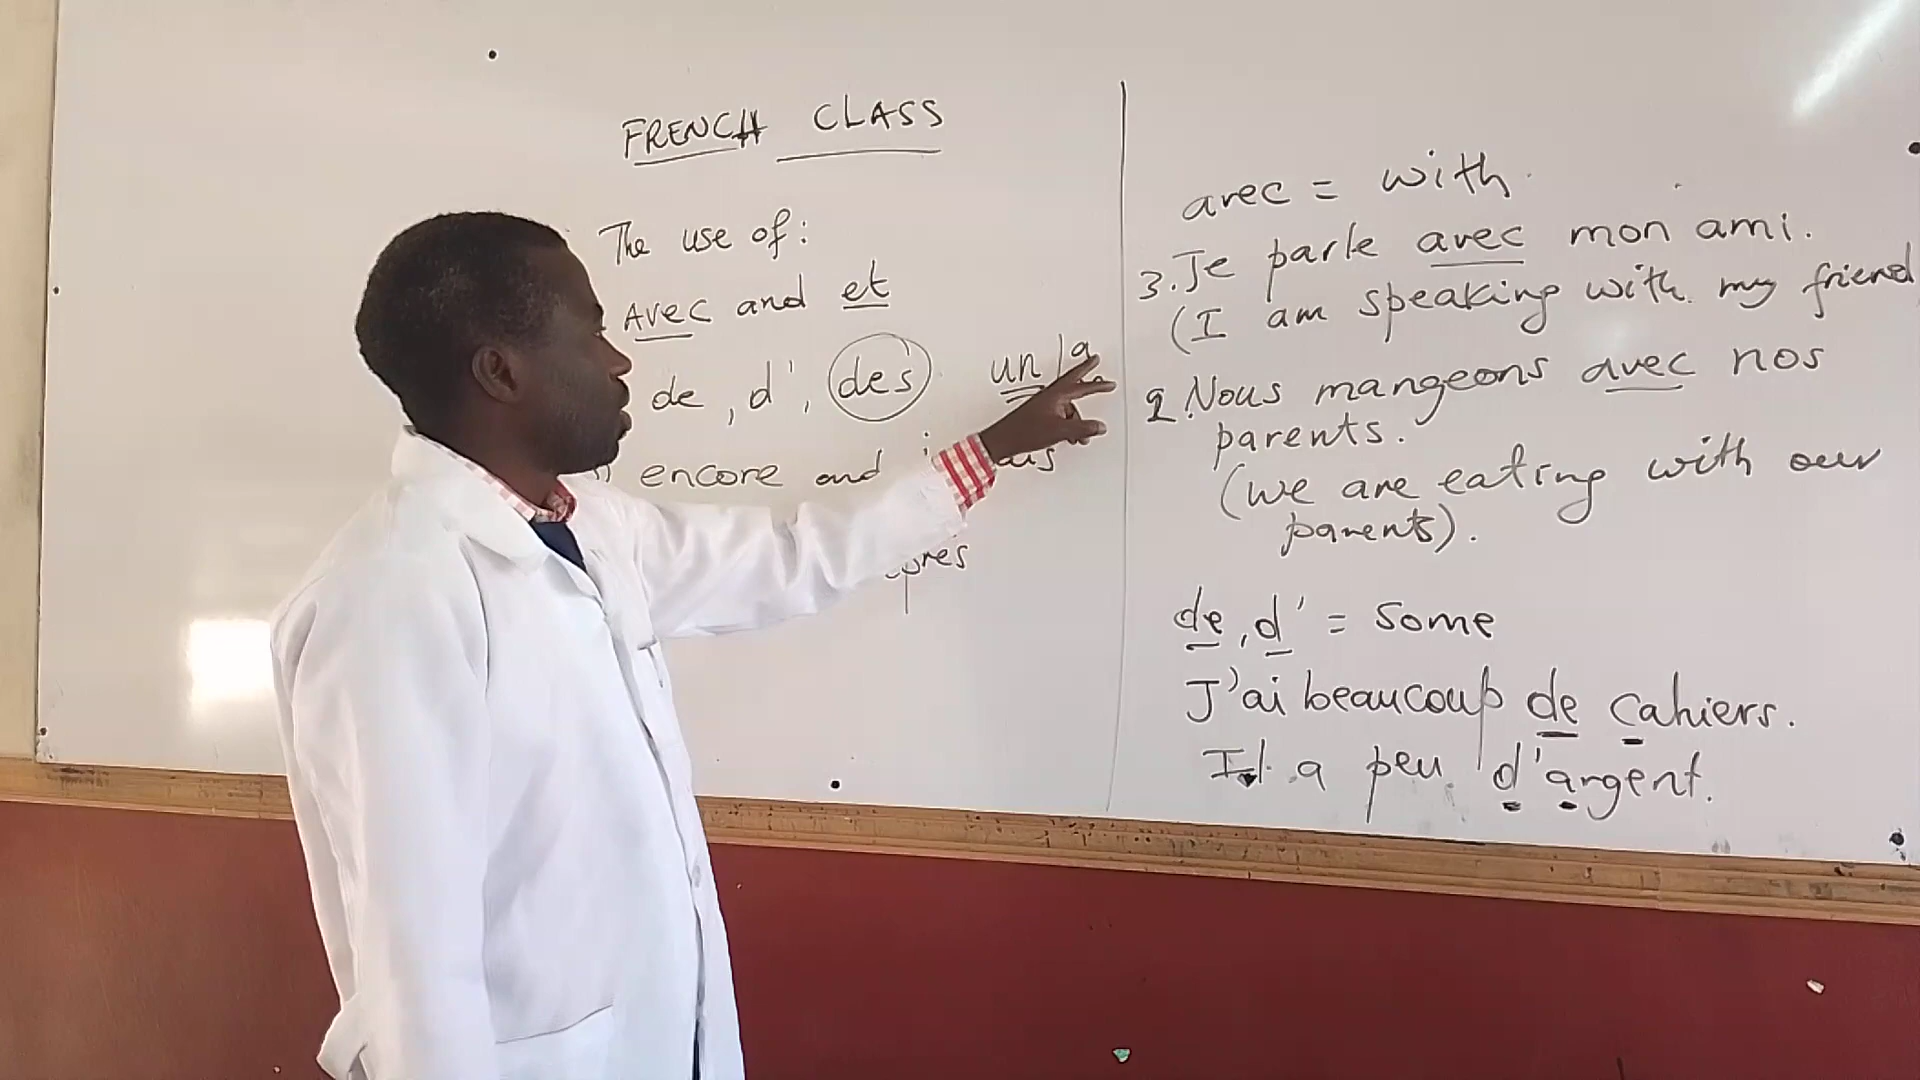 FRENCH CLASS
The use of:
Avec and et
de, d', des un
encore and
avec = with.
3. Je parle avec mon ami.
(I am speaking with my friend
2. Nous mangeons avec nos
parents.
(we are eating with our
parents).
de, d' = some
J'ai beaucoup de cahiers.
Il a peu d'argent.